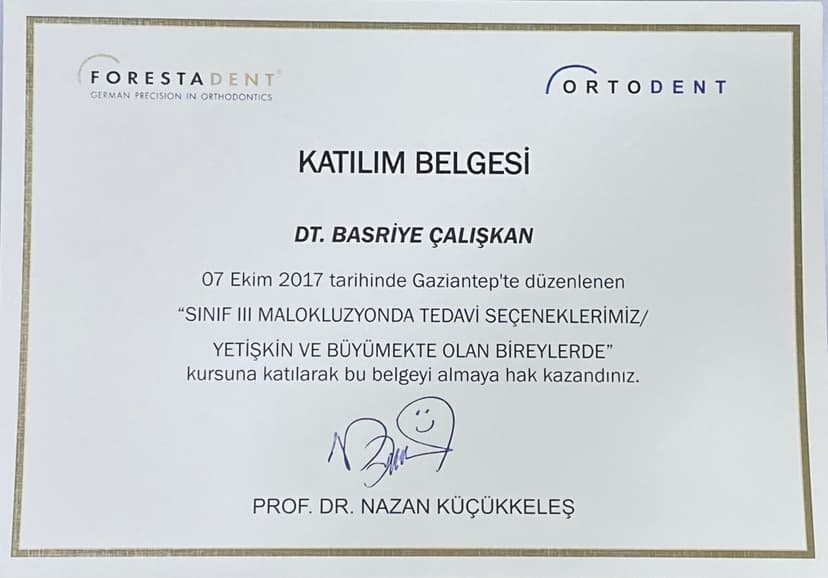 FORESTADENT®
GERMAN PRECISION IN ORTHODONTICS
ORTODENT
KATILIM BELGESİ
DT. BASRİYE ÇALIŞKAN
07 Ekim 2017 tarihinde Gaziantep'te düzenlenen
“SINIF III MALOKLUZYONDA TEDAVİ SEÇENEKLERİMİZ/
YETİŞKİN VE BÜYÜMEKTE OLAN BİREYLERDE”
kursuna katılarak bu belgeyi almaya hak kazandınız.
PROF. DR. NAZAN KÜÇÜKKELEŞ